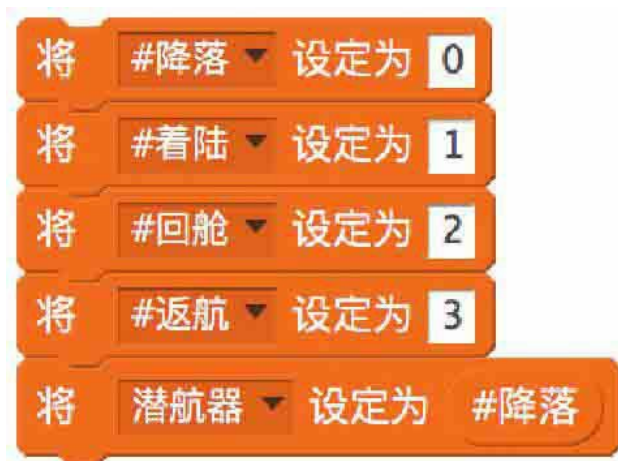 将 #降落 设定为 0
将 #着陆 设定为 1
将 #回舱 设定为 2
将 #返航 设定为 3
将 潜航器 设定为 #降落